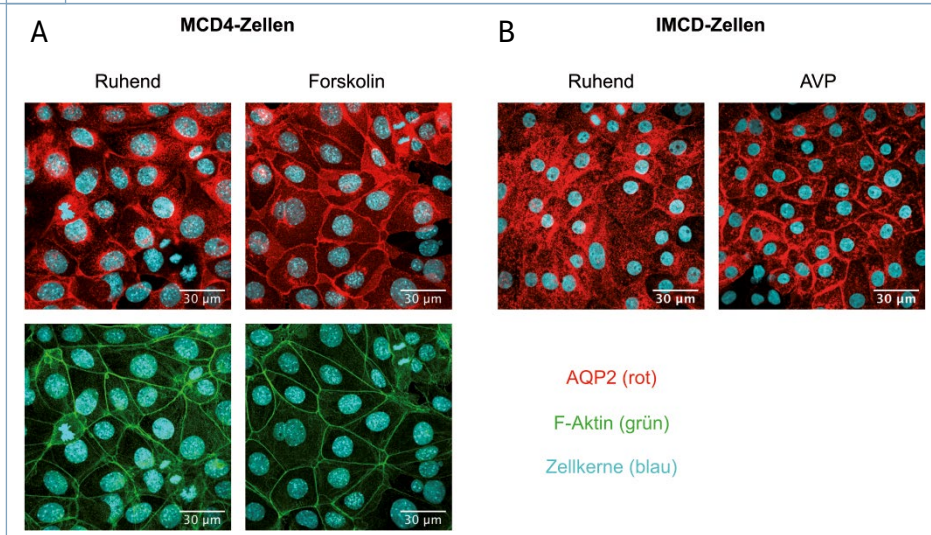 A
MCD4-Zellen
B
IMCD-Zellen
Ruhend
Forskolin
Ruhend
AVP
30 µm
30 µm
30 µm
30 µm
30 µm
30 µm
AQP2 (rot)
F-Aktin (grün)
Zellkerne (blau)